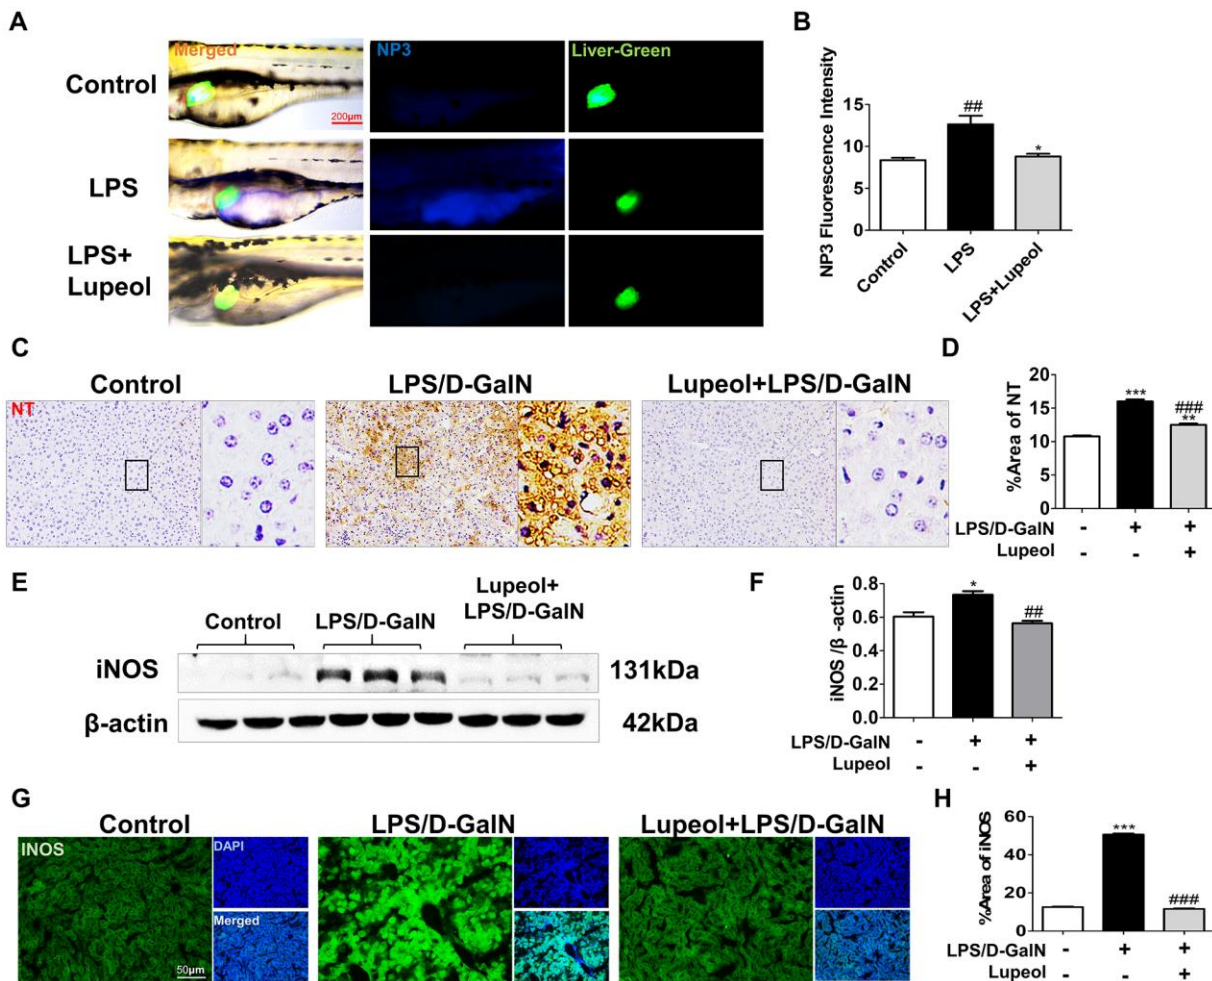 A
Merged
NP3
Liver-Green
Control
200μm
LPS
LPS+
Lupeol
B
NP3 Fluorescence Intensity
15
10
5
0
##
*
Control
LPS
LPS+Lupeol
C
Control
LPS/D-GalN
Lupeol+LPS/D-GalN
NT
D
%Area of NT
20
15
10
5
0
***
###
**
LPS/D-GalN - + +
Lupeol - - +
E
Control
LPS/D-GalN
Lupeol+
LPS/D-GalN
iNOS
131kDa
β-actin
42kDa
F
iNOS/β -actin
0.8
0.6
0.4
0.2
0.0
*
##
LPS/D-GalN - + +
Lupeol - - +
G
Control
LPS/D-GalN
Lupeol+LPS/D-GalN
INOS
DAPI
Merged
50μm
H
%Area of iNOS
60
40
20
0
***
###
LPS/D-GalN - + +
Lupeol - - +